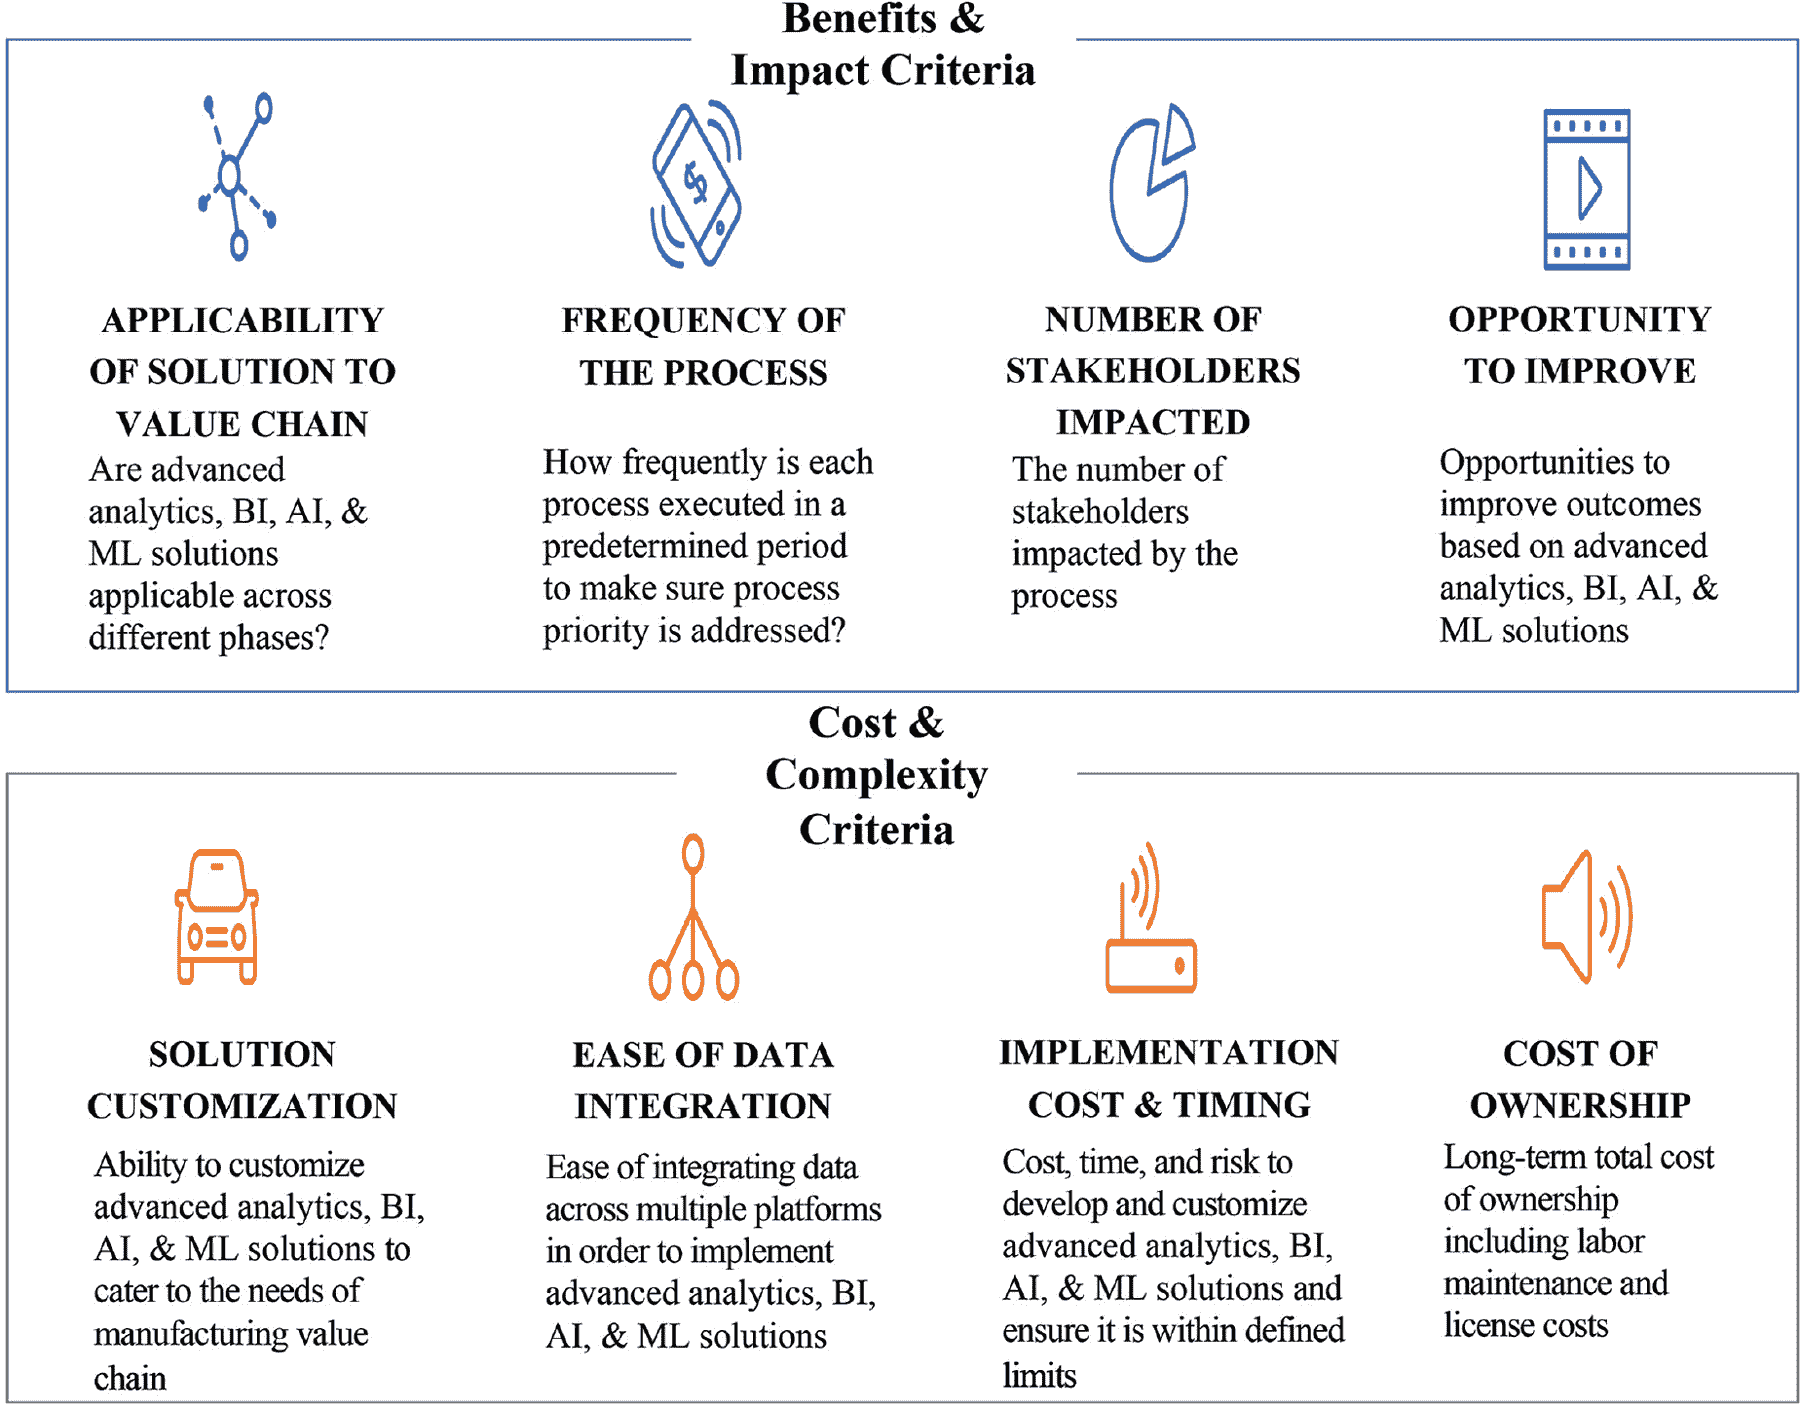 Benefits &
Impact Criteria
APPLICABILITY
OF SOLUTION TO
VALUE CHAIN
Are advanced
analytics, BI, AI, &
ML solutions
applicable across
different phases?
FREQUENCY OF
THE PROCESS
How frequently is each
process executed in a
predetermined period
to make sure process
priority is addressed?
NUMBER OF
STAKEHOLDERS
IMPACTED
The number of
stakeholders
impacted by the
process
OPPORTUNITY
TO IMPROVE
Opportunities to
improve outcomes
based on advanced
analytics, BI, AI, &
ML solutions
Cost &
Complexity
Criteria
SOLUTION
CUSTOMIZATION
Ability to customize
advanced analytics, BI,
AI, & ML solutions to
cater to the needs of
manufacturing value
chain
EASE OF DATA
INTEGRATION
Ease of integrating data
across multiple platforms
in order to implement
advanced analytics, BI,
AI, & ML solutions
IMPLEMENTATION
COST & TIMING
Cost, time, and risk to
develop and customize
advanced analytics, BI,
AI, & ML solutions and
ensure it is within defined
limits
COST OF
OWNERSHIP
Long-term total cost
of ownership
including labor
maintenance and
license costs